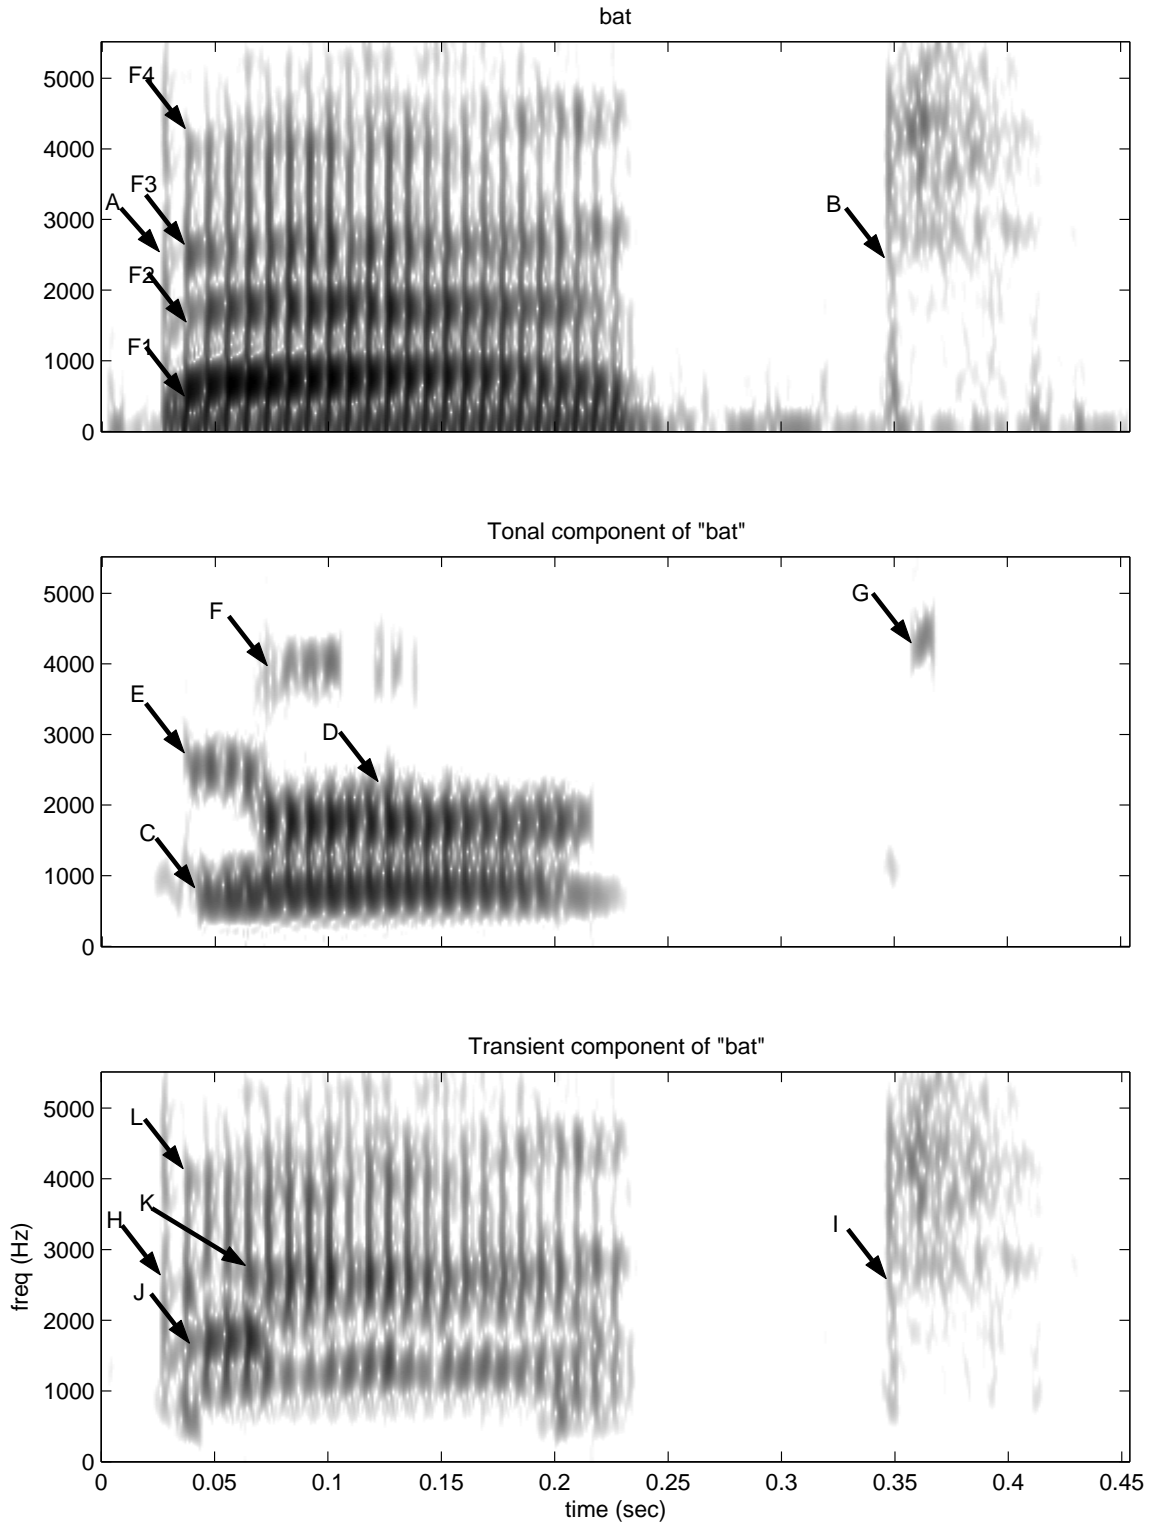 bat
5000
4000
3000
2000
1000
0
F4
F3
A
F2
F1
B
Tonal component of "bat"
5000
4000
3000
2000
1000
0
F
G
E
D
C
Transient component of "bat"
5000
4000
3000
2000
1000
0
L
K
H
J
I
freq (Hz)
0 0.05 0.1 0.15 0.2 0.25 0.3 0.35 0.4 0.45
time (sec)